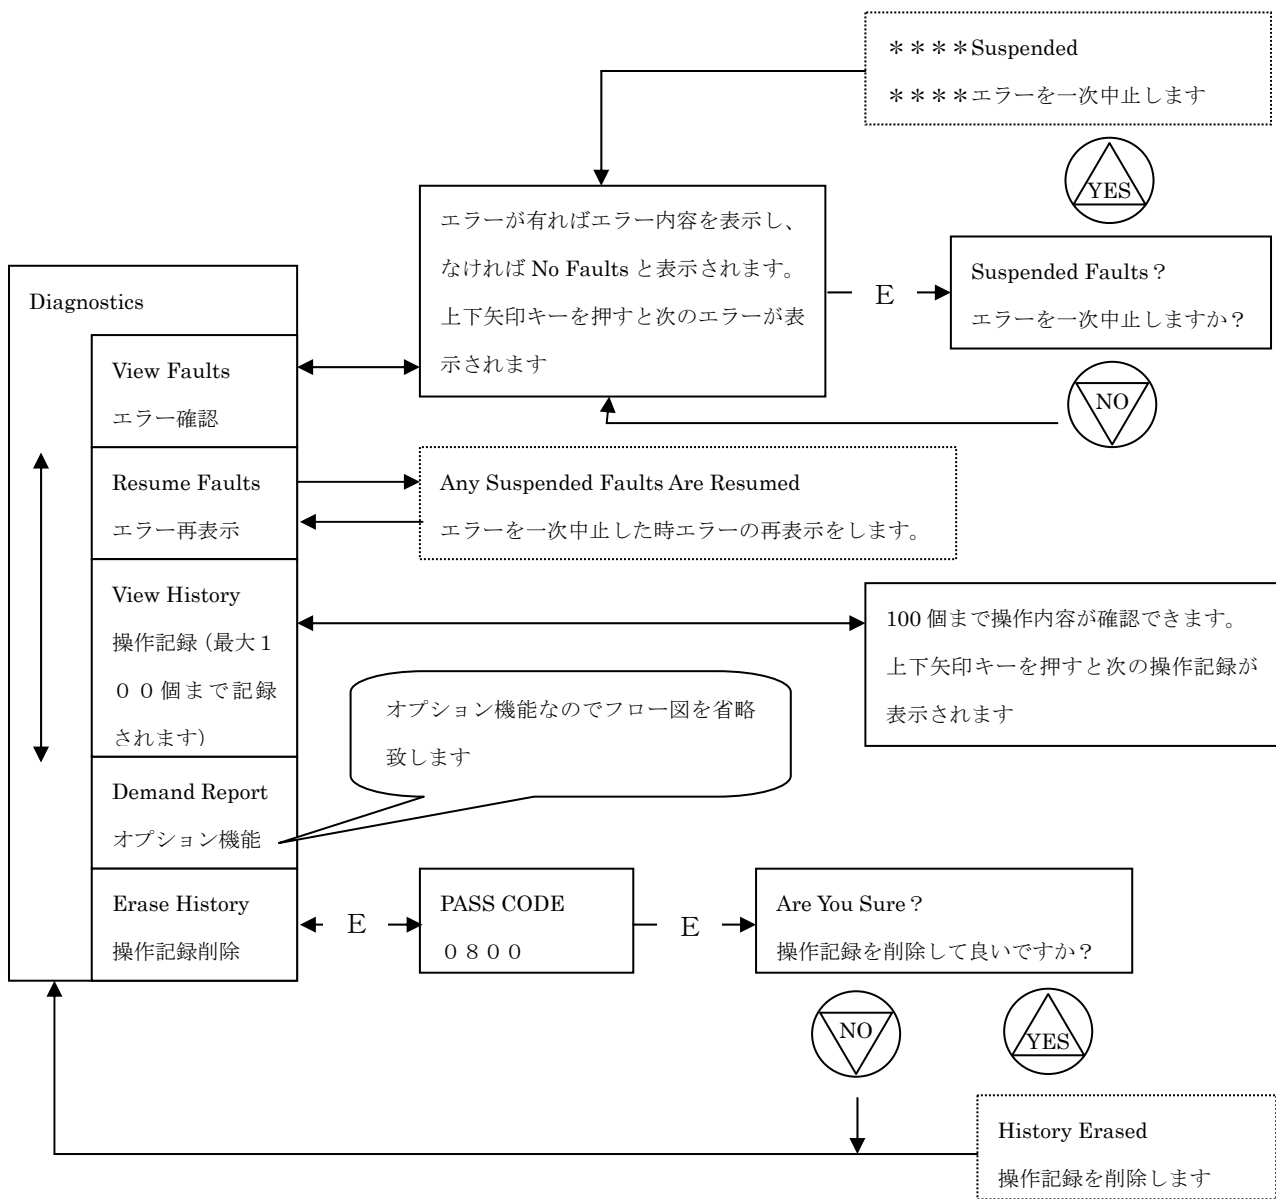 ＊＊＊＊Suspended
＊＊＊＊エラーを一次中止します
YES
エラーが有ればエラー内容を表示し、
なければ No Faults と表示されます。
上下矢印キーを押すと次のエラーが表
示されます
E
Suspended Faults？
エラーを一次中止しますか？
NO
Diagnostics
View Faults
エラー確認
Resume Faults
エラー再表示
Any Suspended Faults Are Resumed
エラーを一次中止した時エラーの再表示をします。
View History
操作記録（最大１
００個まで記録
されます）
100 個まで操作内容が確認できます。
上下矢印キーを押すと次の操作記録が
表示されます
オプション機能なのでフロー図を省略
致します
Demand Report
オプション機能
Erase History
操作記録削除
E
PASS CODE
０８００
E
Are You Sure？
操作記録を削除して良いですか？
NO
YES
History Erased
操作記録を削除します